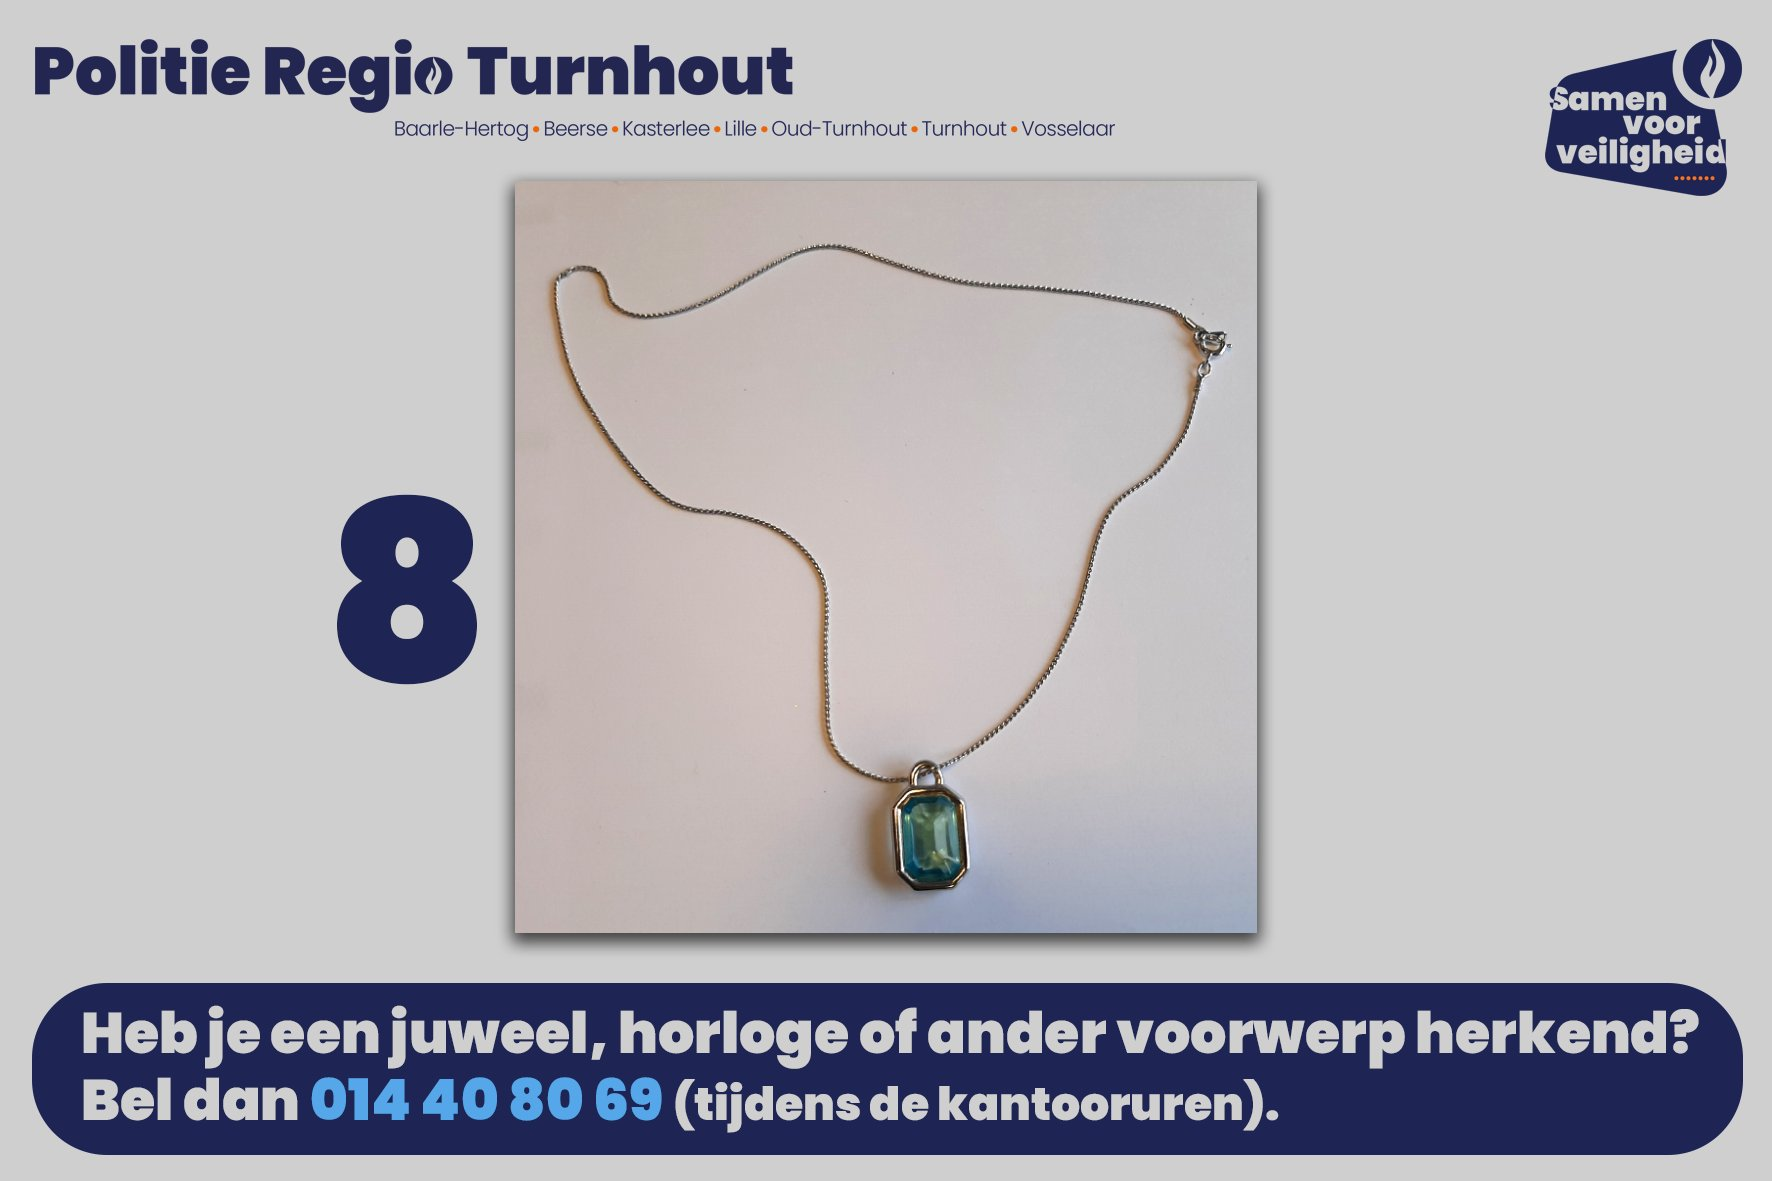 Politie Regio Turnhout
Baarle-Hertog • Beerse • Kasterlee • Lille • Oud-Turnhout • Turnhout • Vosselaar
Samen
voor
veiligheid
8
Heb je een juweel, horloge of ander voorwerp herkend?
Bel dan 014 40 80 69 (tijdens de kantooruren).